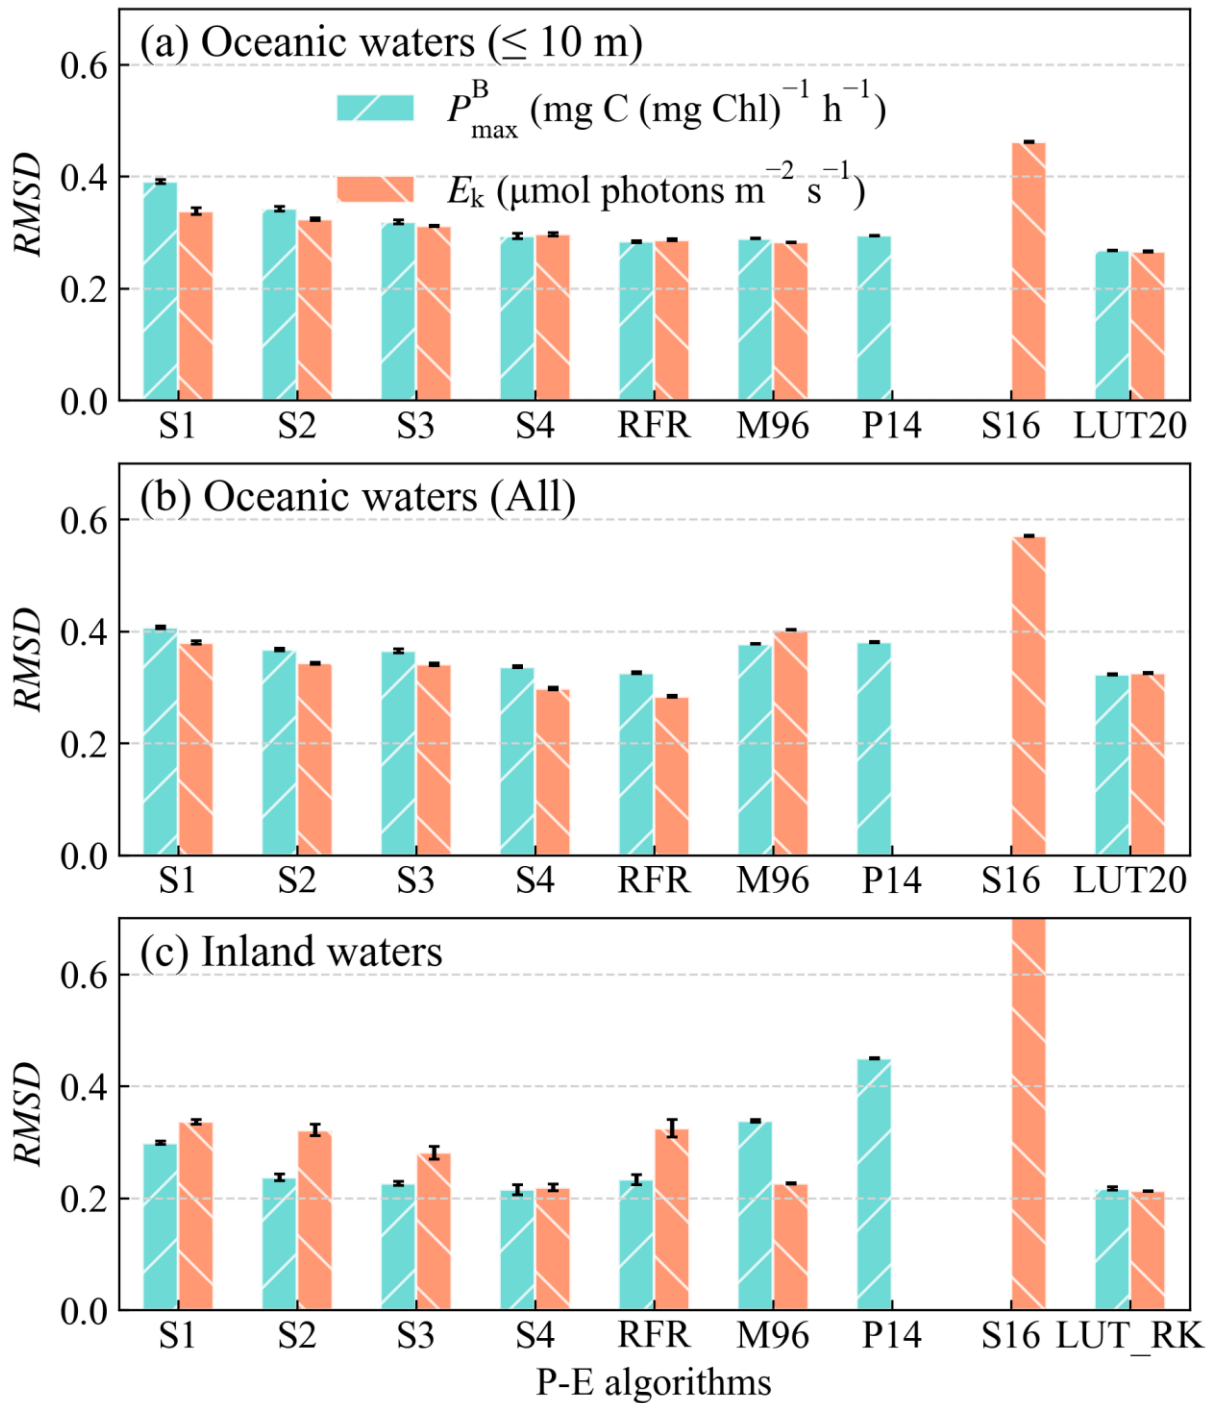 (a) Oceanic waters (≤ 10 m)
P^B_max (mg C (mg Chl)⁻¹ h⁻¹)
E_k (μmol photons m⁻² s⁻¹)
RMSD
0.6
0.4
0.2
0.0
S1 S2 S3 S4 RFR M96 P14 S16 LUT20
(b) Oceanic waters (All)
RMSD
0.6
0.4
0.2
0.0
S1 S2 S3 S4 RFR M96 P14 S16 LUT20
(c) Inland waters
RMSD
0.6
0.4
0.2
0.0
S1 S2 S3 S4 RFR M96 P14 S16 LUT_RK
P-E algorithms